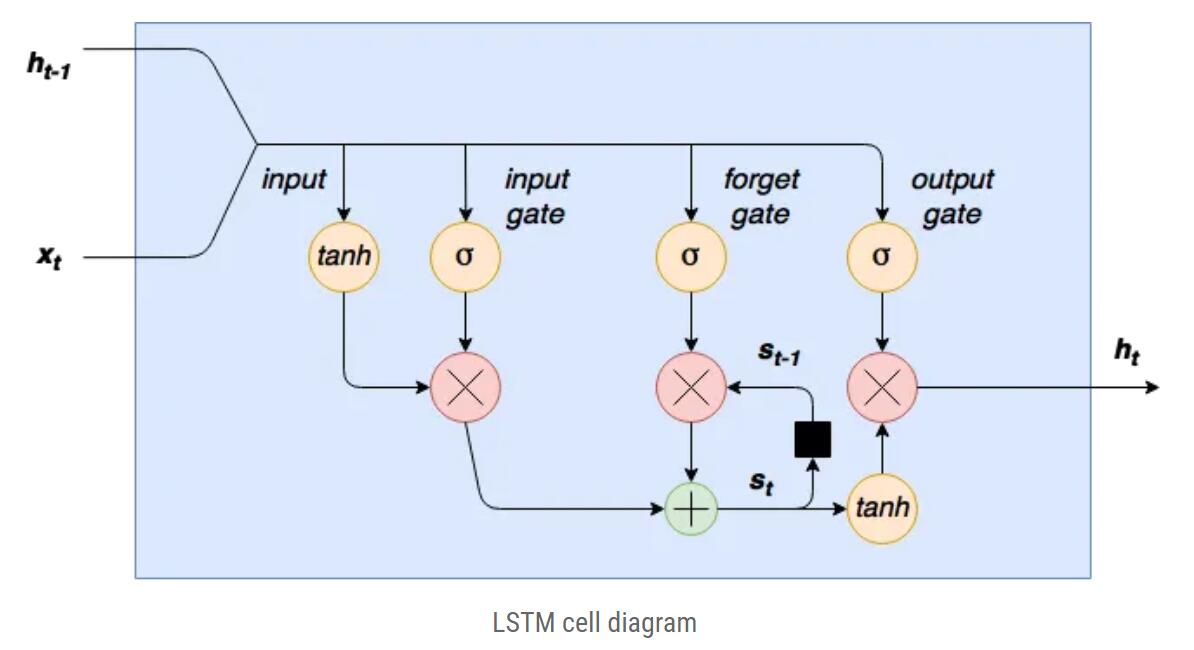 h_{t-1}
input
input
gate
forget
gate
output
gate
x_t
tanh
σ
σ
σ
s_{t-1}
h_t
s_t
tanh
LSTM cell diagram